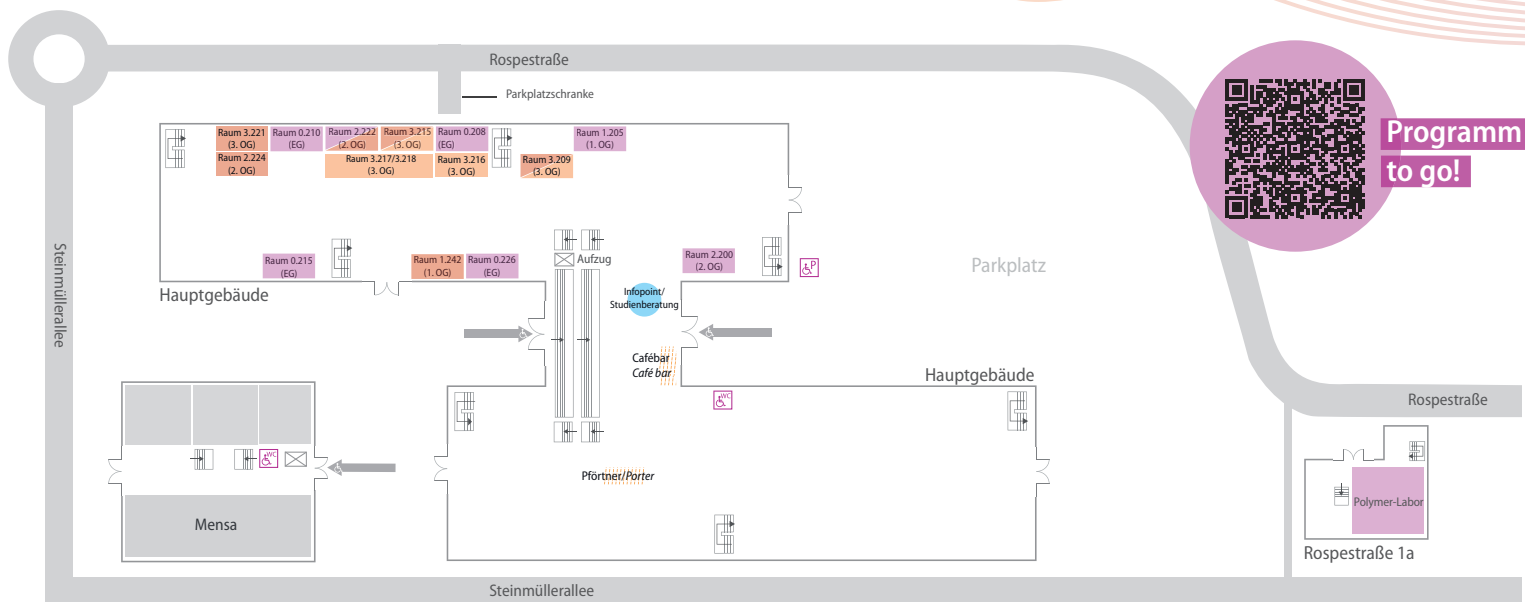 Rospestraße
Parkplatzschranke
Programm
to go!
Raum 3.221
(3. OG)
Raum 0.210
(EG)
Raum 2.222
(2. OG)
Raum 3.215
(3. OG)
Raum 0.208
(EG)
Raum 1.205
(1. OG)
Raum 2.224
(2. OG)
Raum 3.217/3.218
(3. OG)
Raum 3.216
(3. OG)
Raum 3.209
(3. OG)
Steinmüllerallee
Raum 0.215
(EG)
Raum 1.242
(1. OG)
Raum 0.226
(EG)
Aufzug
Raum 2.200
(2. OG)
P
Parkplatz
Hauptgebäude
Infopoint/
Studienberatung
Cafébar
Café bar
Hauptgebäude
WC
Rospestraße
WC
Pförtner/Porter
Mensa
Polymer-Labor
Rospestraße 1a
Steinmüllerallee